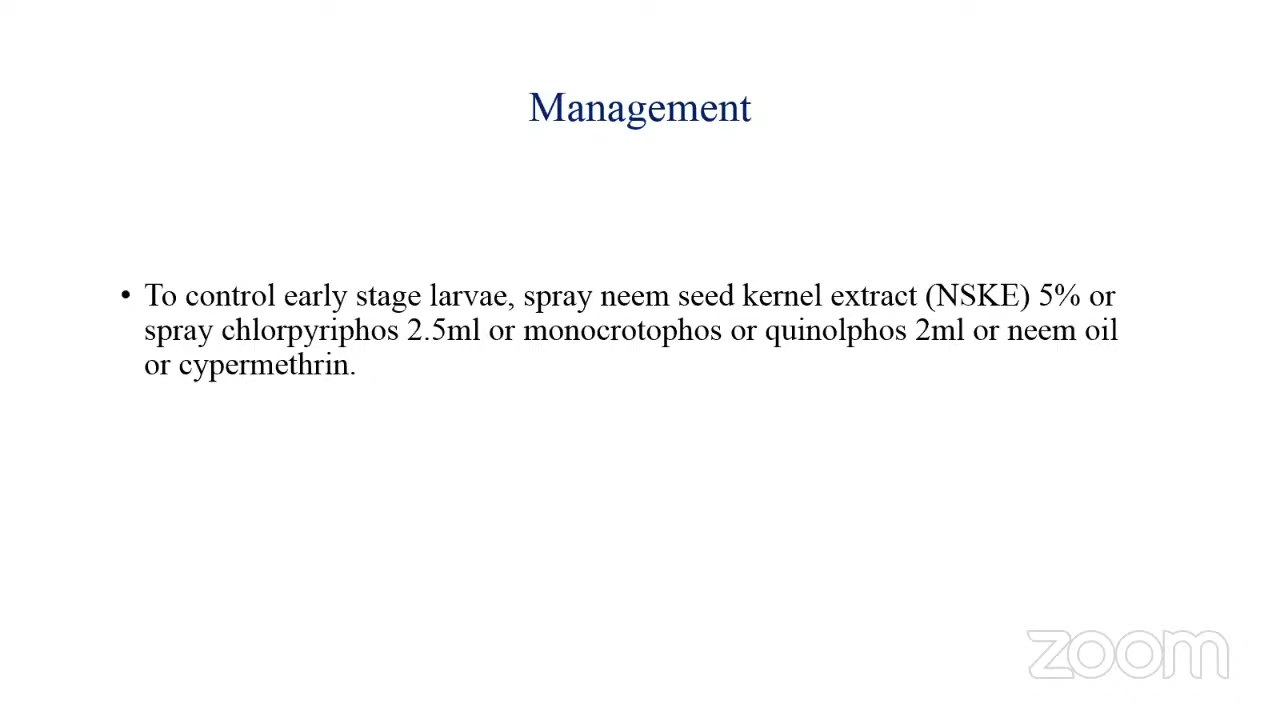 Management
• To control early stage larvae, spray neem seed kernel extract (NSKE) 5% or
spray chlorpyriphos 2.5ml or monocrotophos or quinolphos 2ml or neem oil
or cypermethrin.
zoom